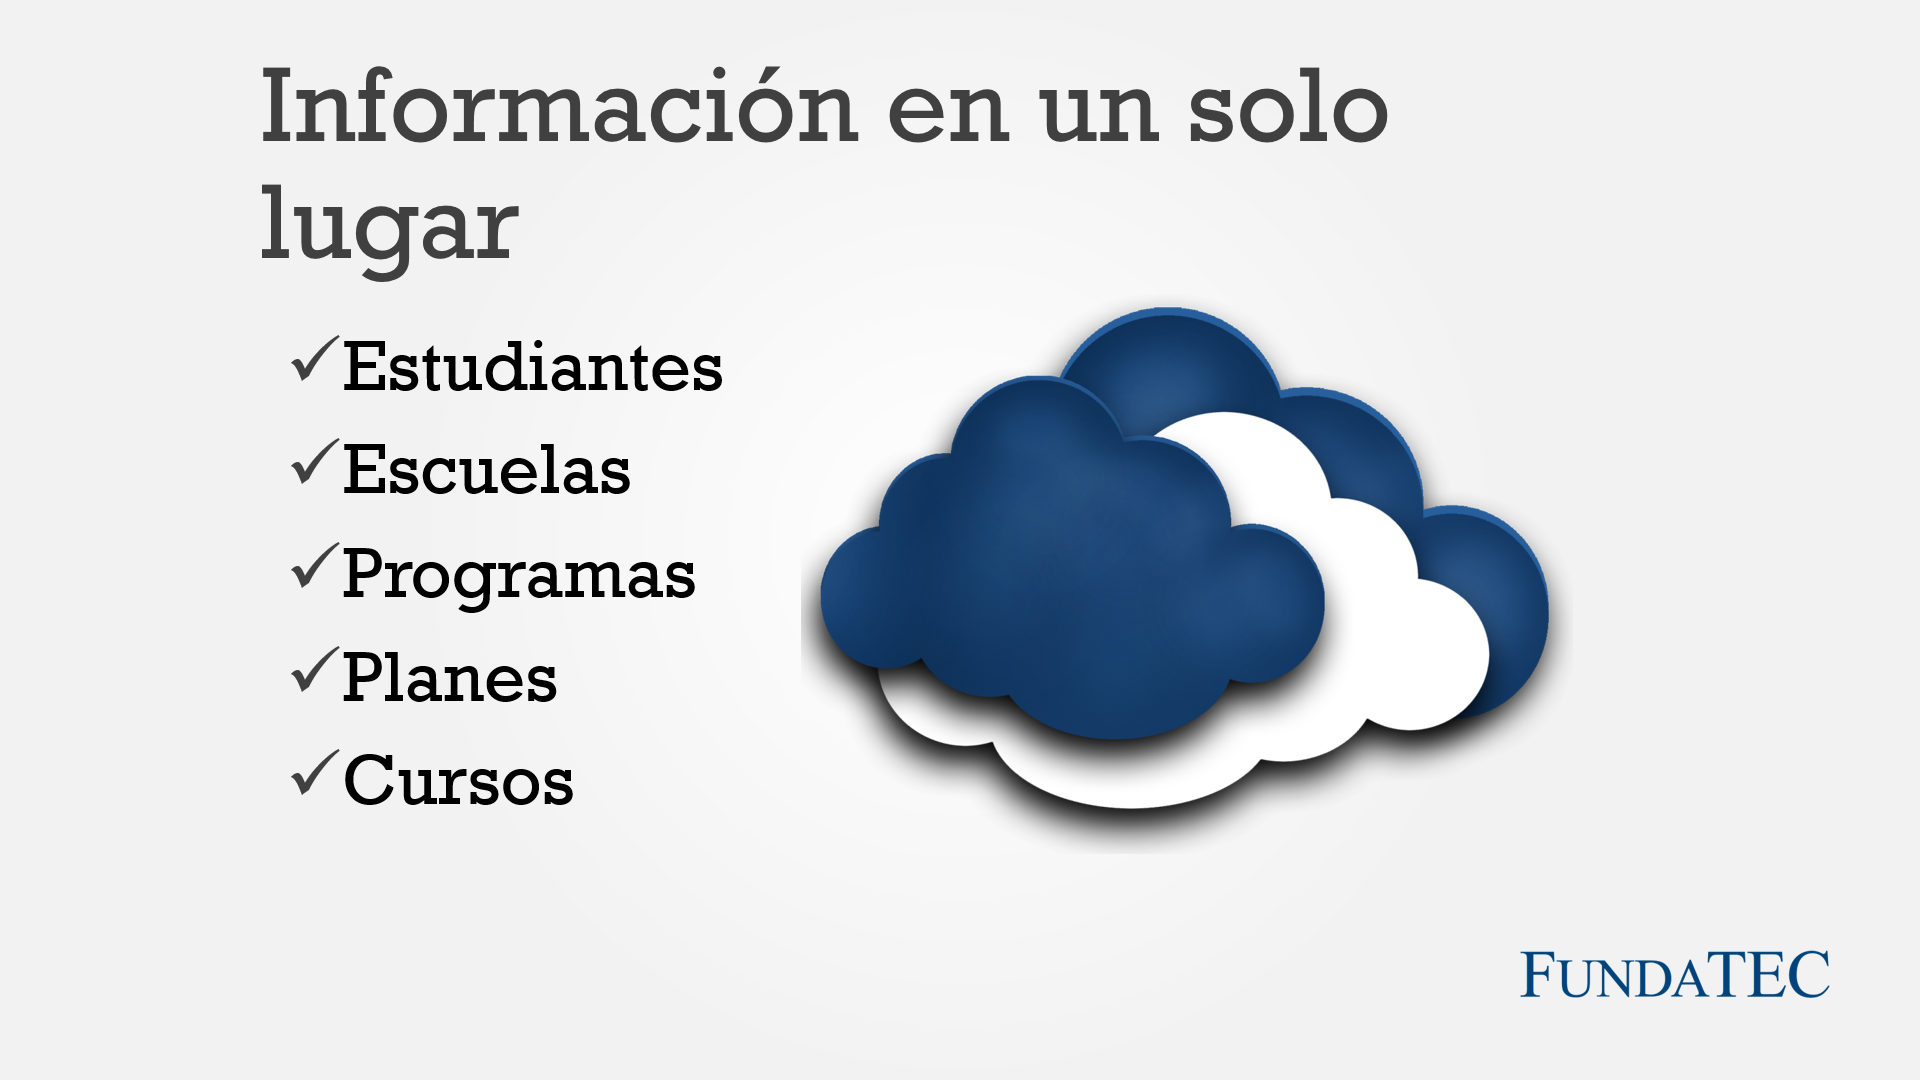 Información en un solo
lugar
✓Estudiantes
✓Escuelas
✓Programas
✓Planes
✓Cursos
FUNDATEC